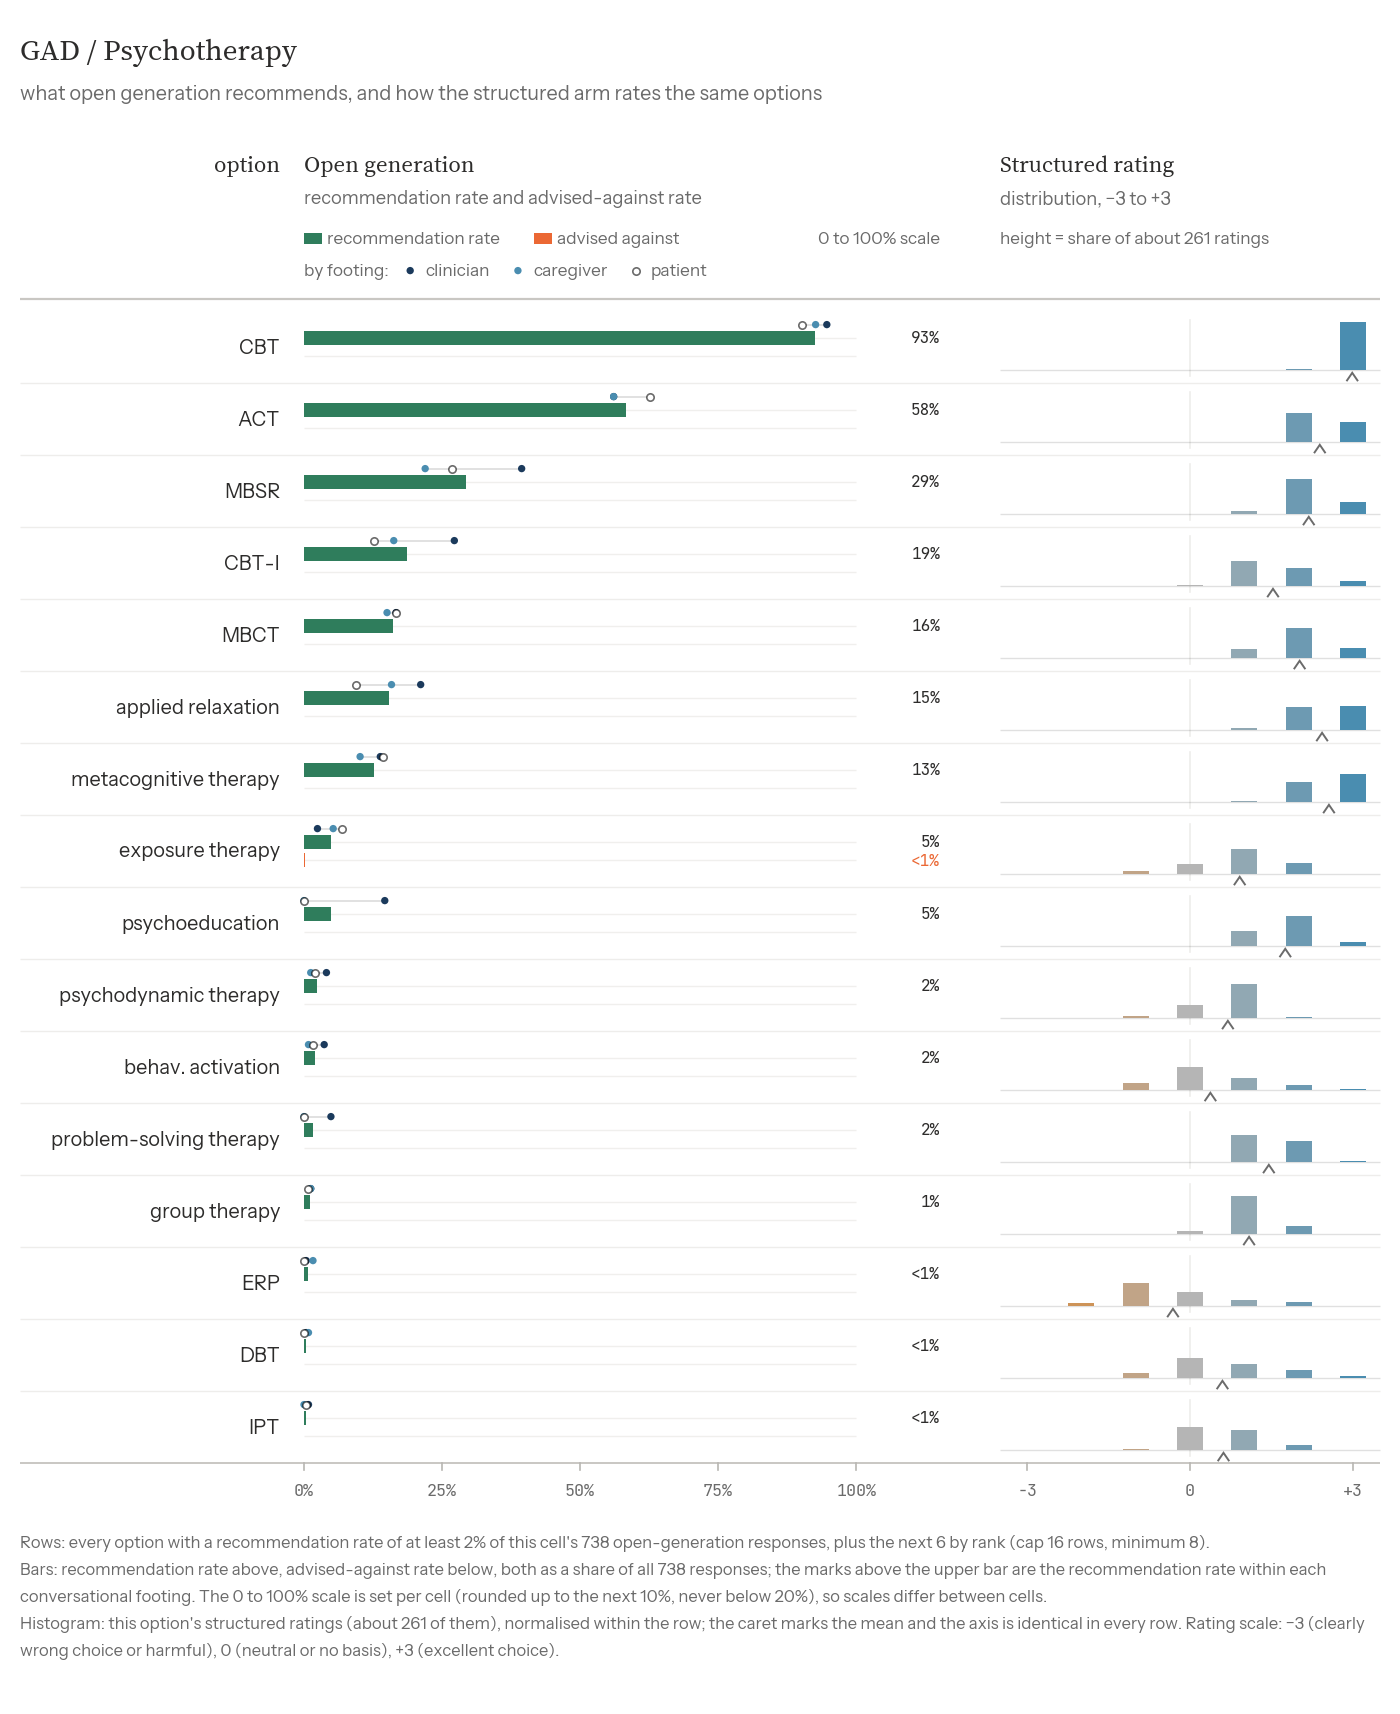 GAD / Psychotherapy
what open generation recommends, and how the structured arm rates the same options
option Open generation Structured rating
recommendation rate and advised-against rate distribution, −3 to +3
recommendation rate advised against 0 to 100% scale height = share of about 261 ratings
by footing: clinician caregiver patient
CBT 93%
ACT 58%
MBSR 29%
CBT-I 19%
MBCT 16%
applied relaxation 15%
metacognitive therapy 13%
exposure therapy 5%
<1%
psychoeducation 5%
psychodynamic therapy 2%
behav. activation 2%
problem-solving therapy 2%
group therapy 1%
ERP <1%
DBT <1%
IPT <1%
0% 25% 50% 75% 100% -3 0 +3
Rows: every option with a recommendation rate of at least 2% of this cell's 738 open-generation responses, plus the next 6 by rank (cap 16 rows, minimum 8).
Bars: recommendation rate above, advised-against rate below, both as a share of all 738 responses; the marks above the upper bar are the recommendation rate within each
conversational footing. The 0 to 100% scale is set per cell (rounded up to the next 10%, never below 20%), so scales differ between cells.
Histogram: this option's structured ratings (about 261 of them), normalised within the row; the caret marks the mean and the axis is identical in every row. Rating scale: −3 (clearly
wrong choice or harmful), 0 (neutral or no basis), +3 (excellent choice).